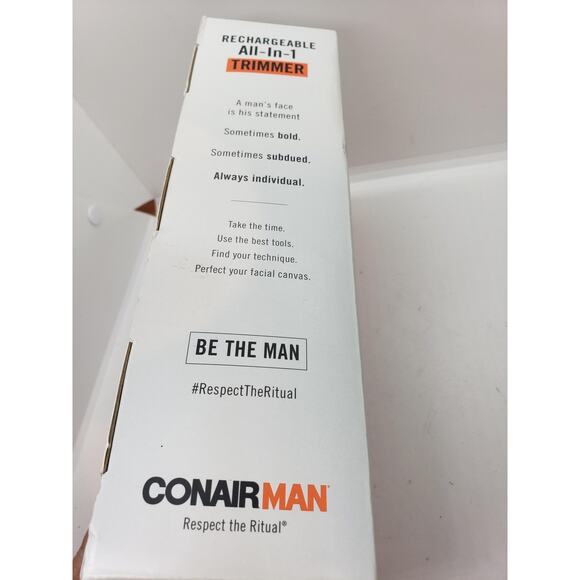 RECHARGEABLE
All-In-1
TRIMMER
A man's face
is his statement
Sometimes bold.
Sometimes subdued.
Always individual.
Take the time.
Use the best tools.
Find your technique.
Perfect your facial canvas.
BE THE MAN
#RespectTheRitual
CONAIRMAN
Respect the Ritual®